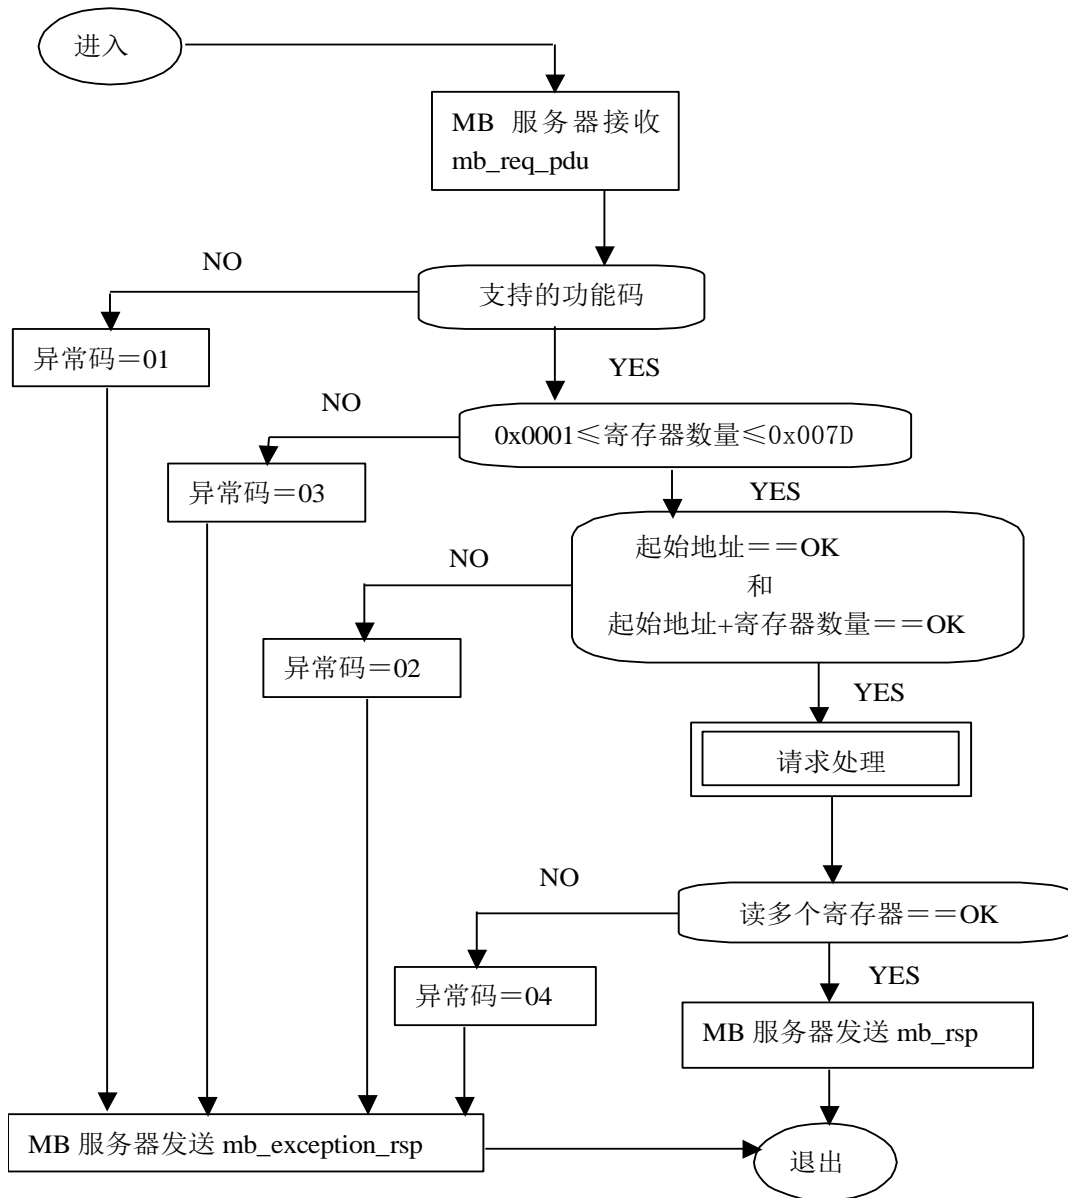 进入
MB 服务器接收
mb_req_pdu
NO
支持的功能码
异常码＝01
YES
NO
0x0001≤寄存器数量≤0x007D
异常码＝03
YES
起始地址＝＝OK
NO
和
起始地址+寄存器数量＝＝OK
异常码＝02
YES
请求处理
NO
读多个寄存器＝＝OK
YES
异常码＝04
MB 服务器发送 mb_rsp
MB 服务器发送 mb_exception_rsp
退出